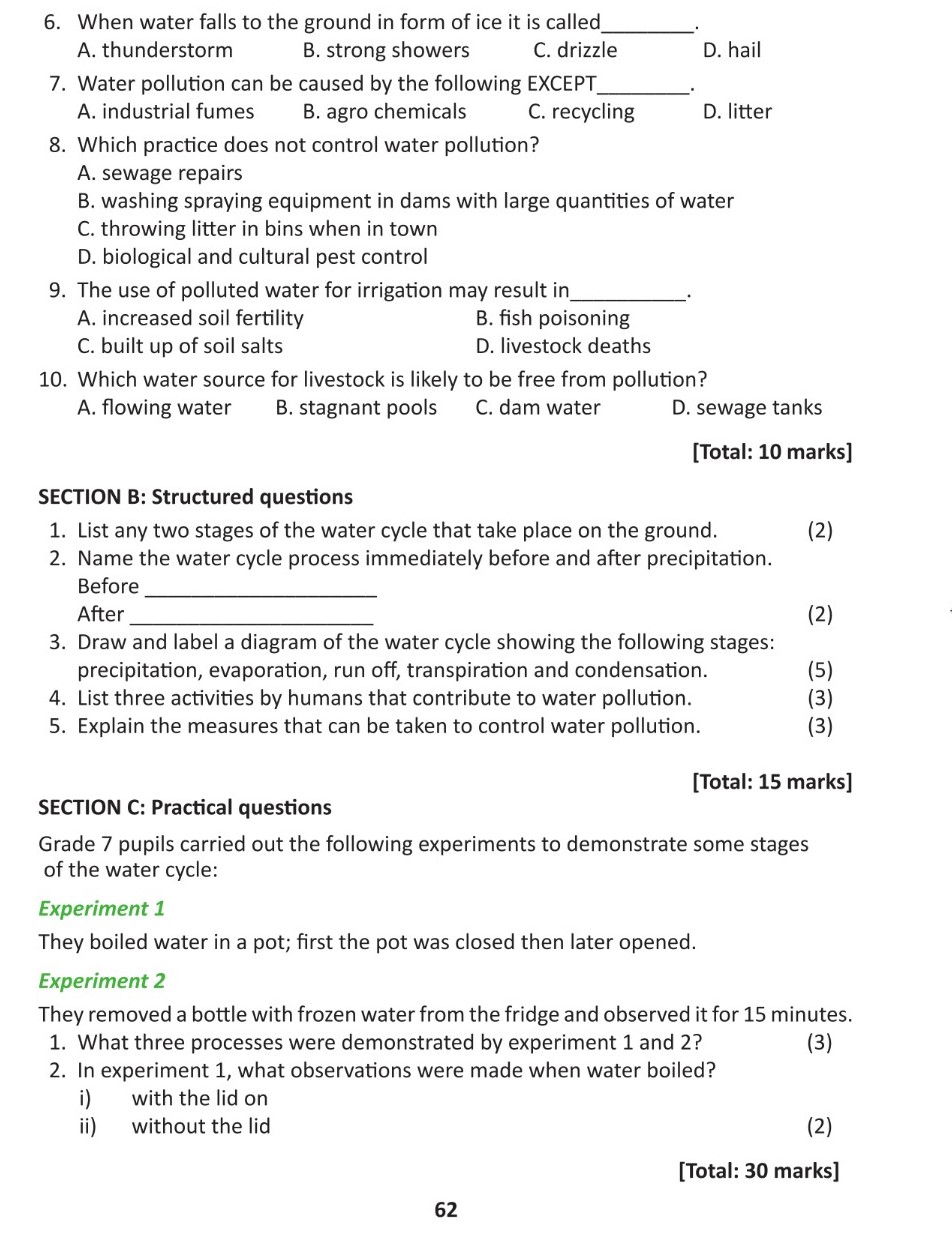 6. When water falls to the ground in form of ice it is called________.
A. thunderstorm B. strong showers C. drizzle D. hail
7. Water pollution can be caused by the following EXCEPT________.
A. industrial fumes B. agro chemicals C. recycling D. litter
8. Which practice does not control water pollution?
A. sewage repairs
B. washing spraying equipment in dams with large quantities of water
C. throwing litter in bins when in town
D. biological and cultural pest control
9. The use of polluted water for irrigation may result in__________.
A. increased soil fertility B. fish poisoning
C. built up of soil salts D. livestock deaths
10. Which water source for livestock is likely to be free from pollution?
A. flowing water B. stagnant pools C. dam water D. sewage tanks
[Total: 10 marks]
SECTION B: Structured questions
1. List any two stages of the water cycle that take place on the ground. (2)
2. Name the water cycle process immediately before and after precipitation.
Before ____________________
After _____________________ (2)
3. Draw and label a diagram of the water cycle showing the following stages:
precipitation, evaporation, run off, transpiration and condensation. (5)
4. List three activities by humans that contribute to water pollution. (3)
5. Explain the measures that can be taken to control water pollution. (3)
[Total: 15 marks]
SECTION C: Practical questions
Grade 7 pupils carried out the following experiments to demonstrate some stages
of the water cycle:
Experiment 1
They boiled water in a pot; first the pot was closed then later opened.
Experiment 2
They removed a bottle with frozen water from the fridge and observed it for 15 minutes.
1. What three processes were demonstrated by experiment 1 and 2? (3)
2. In experiment 1, what observations were made when water boiled?
i) with the lid on
ii) without the lid (2)
[Total: 30 marks]
62